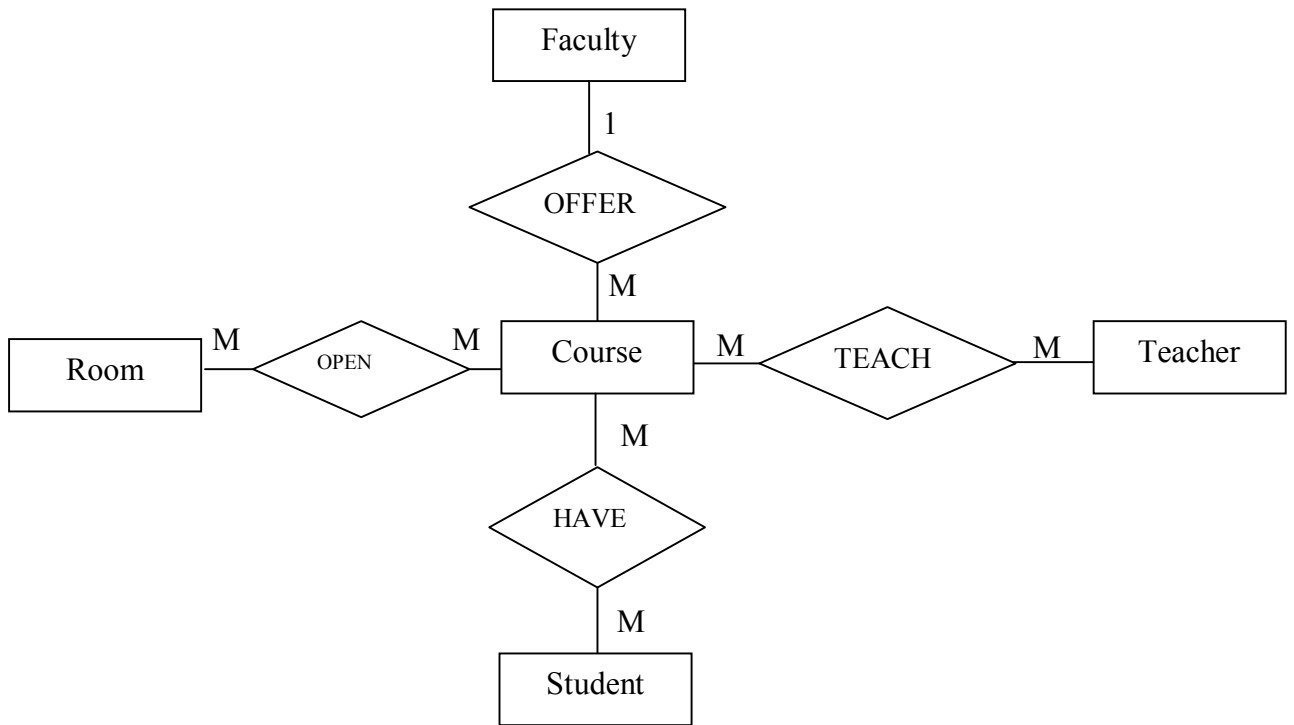 Faculty
1
OFFER
M
Room
M
OPEN
M
Course
M
TEACH
M
Teacher
M
HAVE
M
Student